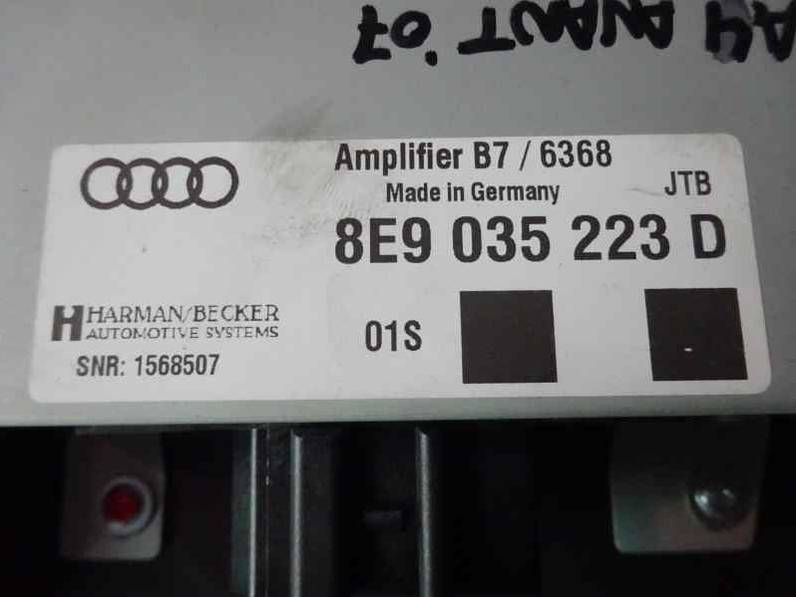 A4 AVANT '07
Amplifier B7 / 6368
Made in Germany
JTB
8E9 035 223 D
HARMAN/BECKER
AUTOMOTIVE SYSTEMS
01S
SNR: 1568507